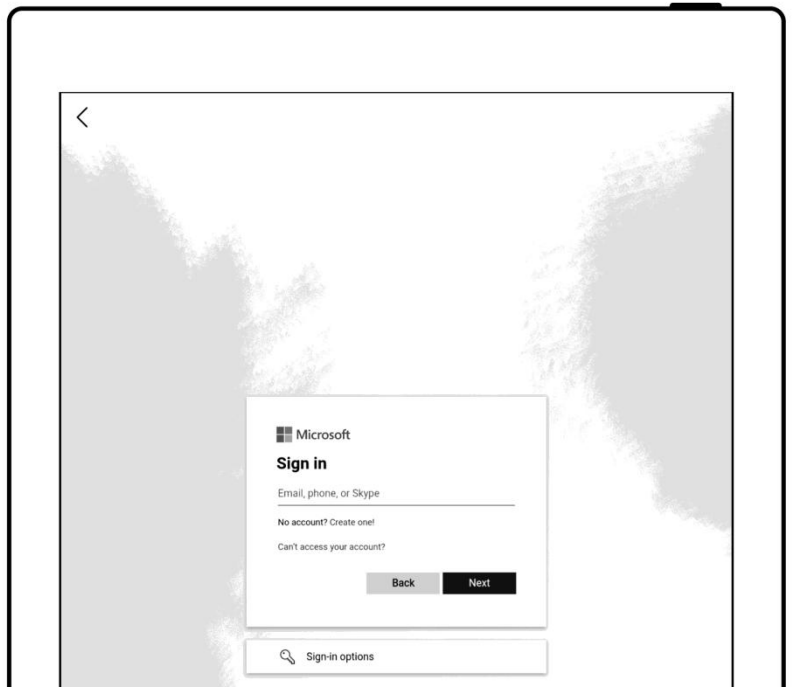 Microsoft
Sign in
Email, phone, or Skype
No account? Create one!
Can't access your account?
Back Next
Sign-in options